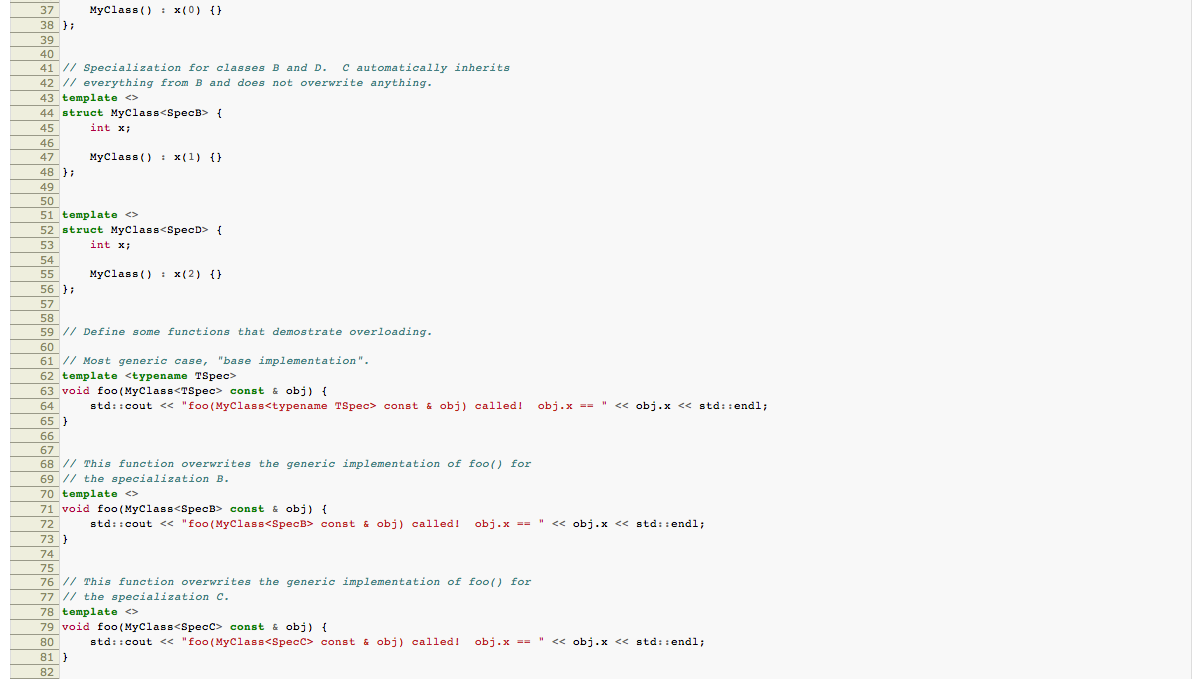 37     MyClass() : x(0) {}
38 };
39
40
41 // Specialization for classes B and D.  C automatically inherits
42 // everything from B and does not overwrite anything.
43 template <>
44 struct MyClass<SpecB> {
45     int x;
46
47     MyClass() : x(1) {}
48 };
49
50
51 template <>
52 struct MyClass<SpecD> {
53     int x;
54
55     MyClass() : x(2) {}
56 };
57
58
59 // Define some functions that demostrate overloading.
60
61 // Most generic case, "base implementation".
62 template <typename TSpec>
63 void foo(MyClass<TSpec> const & obj) {
64     std::cout << "foo(MyClass<typename TSpec> const & obj) called!  obj.x == " << obj.x << std::endl;
65 }
66
67
68 // This function overwrites the generic implementation of foo() for
69 // the specialization B.
70 template <>
71 void foo(MyClass<SpecB> const & obj) {
72     std::cout << "foo(MyClass<SpecB> const & obj) called!  obj.x == " << obj.x << std::endl;
73 }
74
75
76 // This function overwrites the generic implementation of foo() for
77 // the specialization C.
78 template <>
79 void foo(MyClass<SpecC> const & obj) {
80     std::cout << "foo(MyClass<SpecC> const & obj) called!  obj.x == " << obj.x << std::endl;
81 }
82